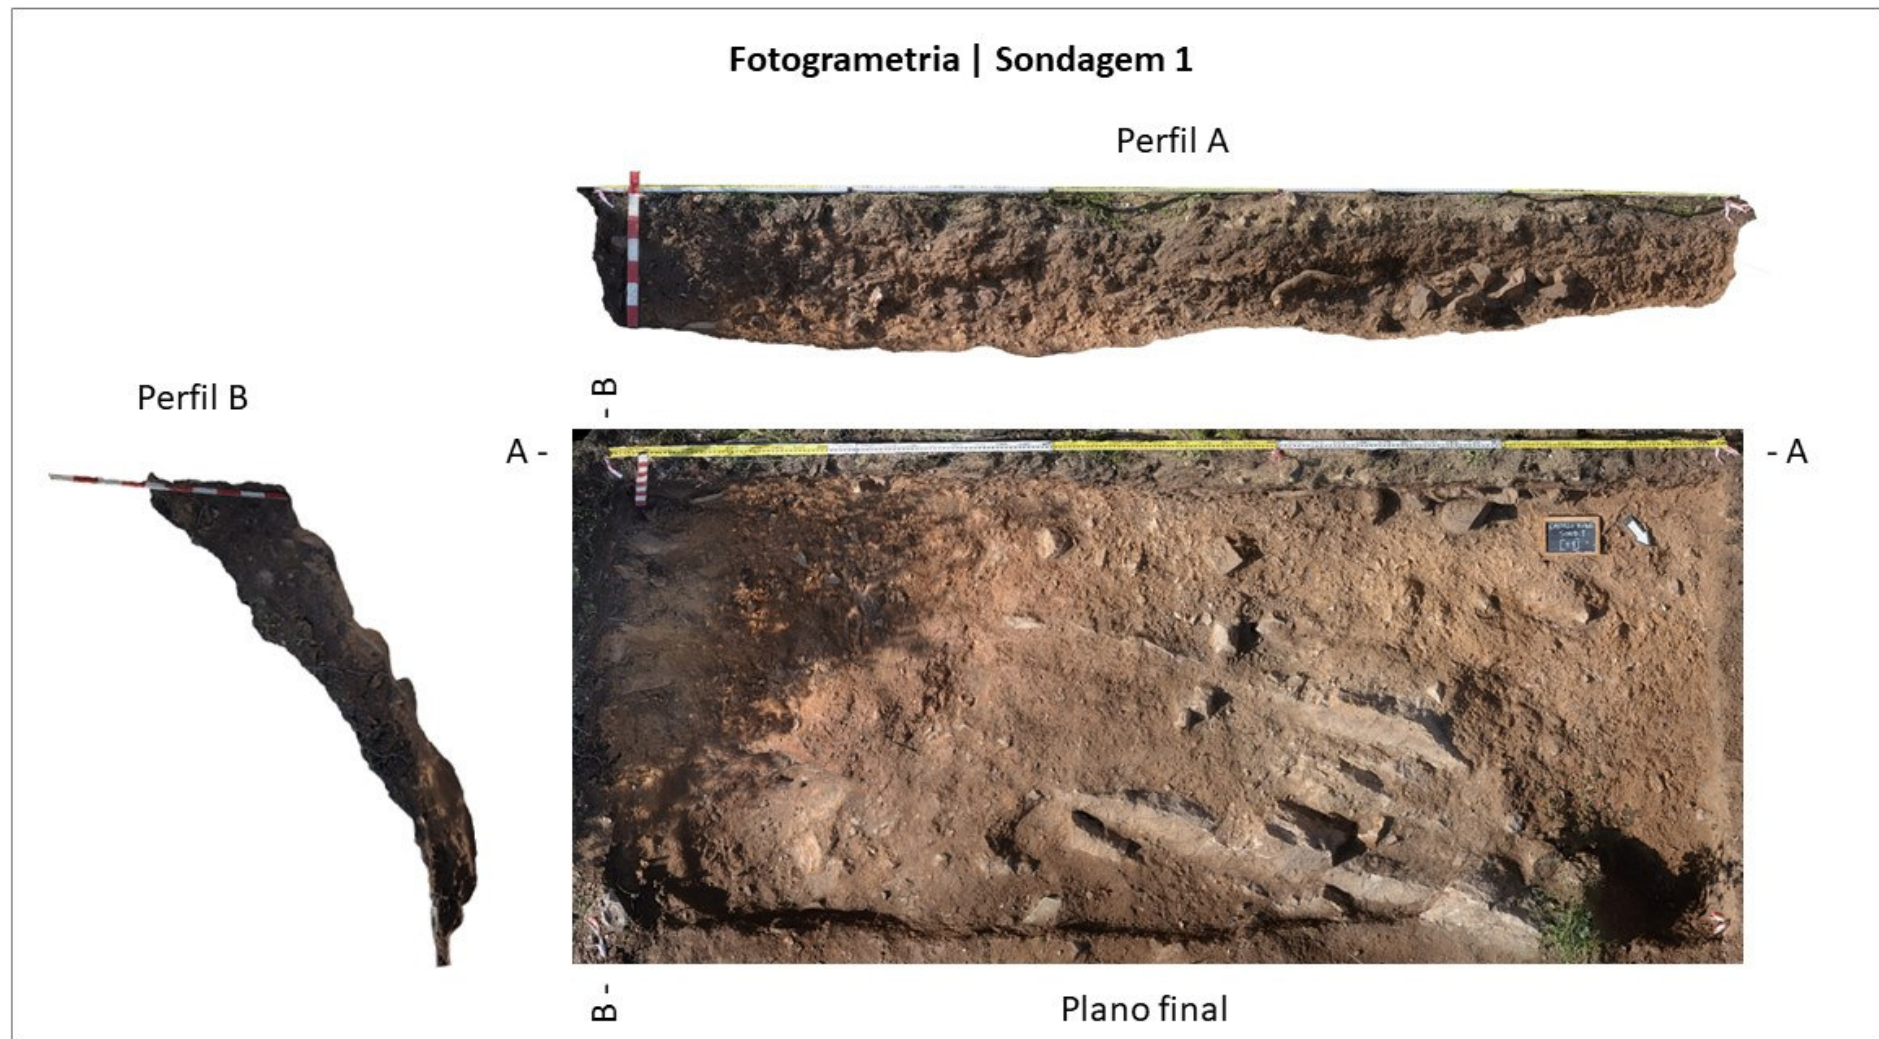 Fotogrametria | Sondagem 1
Perfil A
Perfil B
- B
A -
- A
B -
Plano final